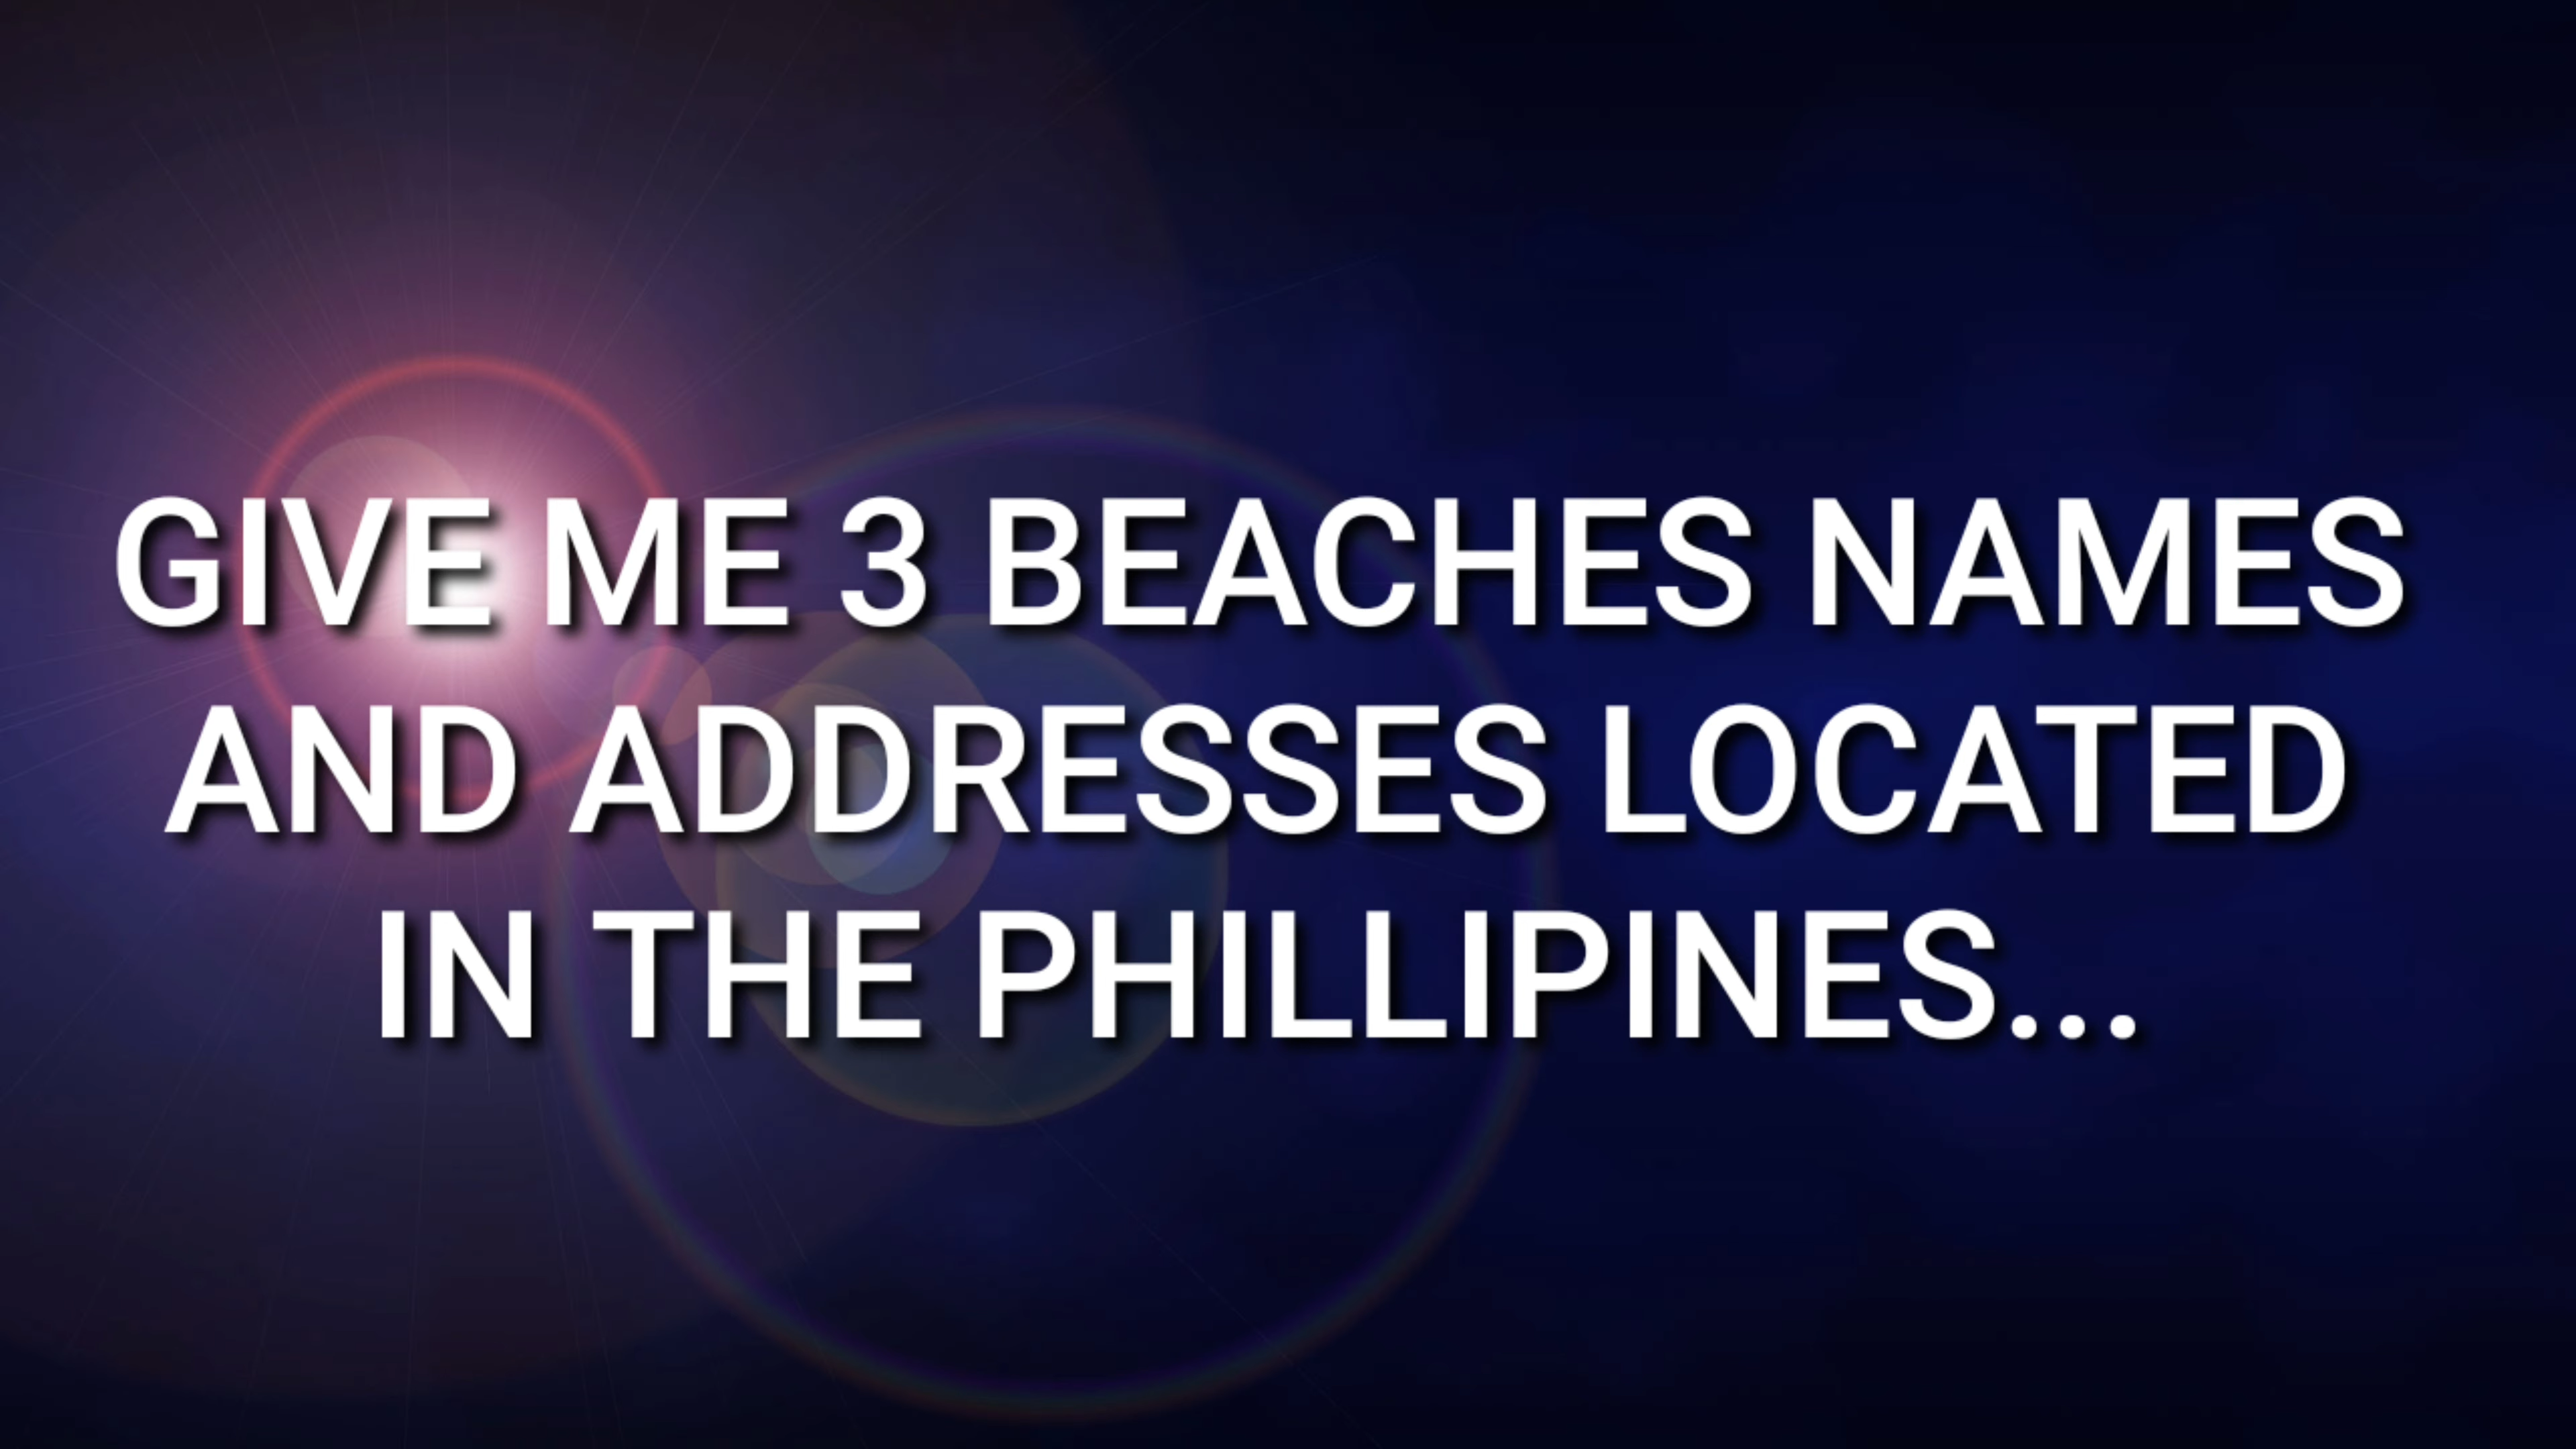 GIVE ME 3 BEACHES NAMES
AND ADDRESSES LOCATED
IN THE PHILLIPINES...